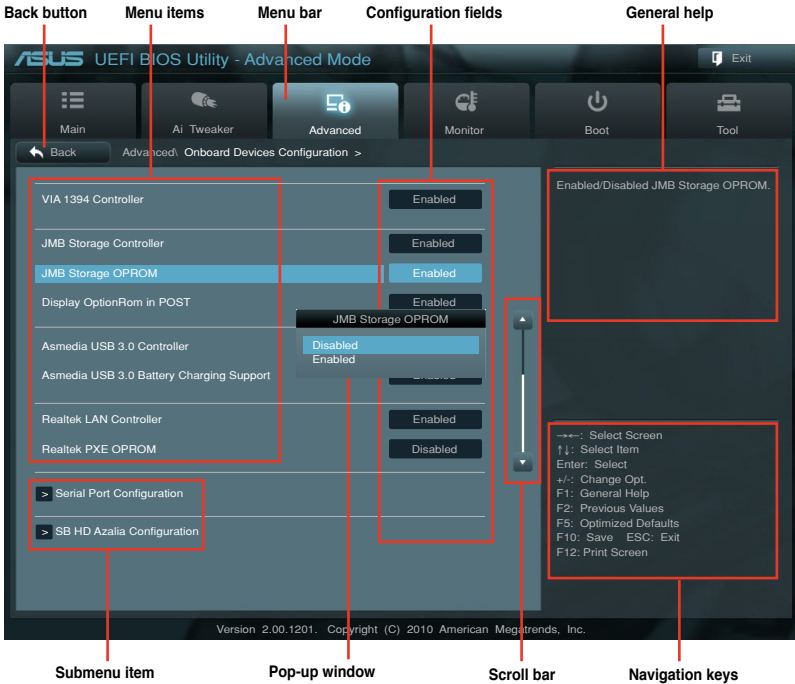 Back button Menu items Menu bar Configuration fields General help
ASUS UEFI BIOS Utility - Advanced Mode Exit
Main Ai Tweaker Advanced Monitor Boot Tool
Back Advanced\ Onboard Devices Configuration >
VIA 1394 Controller Enabled
JMB Storage Controller Enabled
JMB Storage OPROM Enabled
Display OptionRom in POST Enabled
JMB Storage OPROM
Disabled
Enabled
Asmedia USB 3.0 Controller
Asmedia USB 3.0 Battery Charging Support Enabled
Realtek LAN Controller Enabled
Realtek PXE OPROM Disabled
> Serial Port Configuration
> SB HD Azalia Configuration
Enabled/Disabled JMB Storage OPROM.
→←: Select Screen
↑↓: Select Item
Enter: Select
+/-: Change Opt.
F1: General Help
F2: Previous Values
F5: Optimized Defaults
F10: Save ESC: Exit
F12: Print Screen
Version 2.00.1201. Copyright (C) 2010 American Megatrends, Inc.
Submenu item Pop-up window Scroll bar Navigation keys